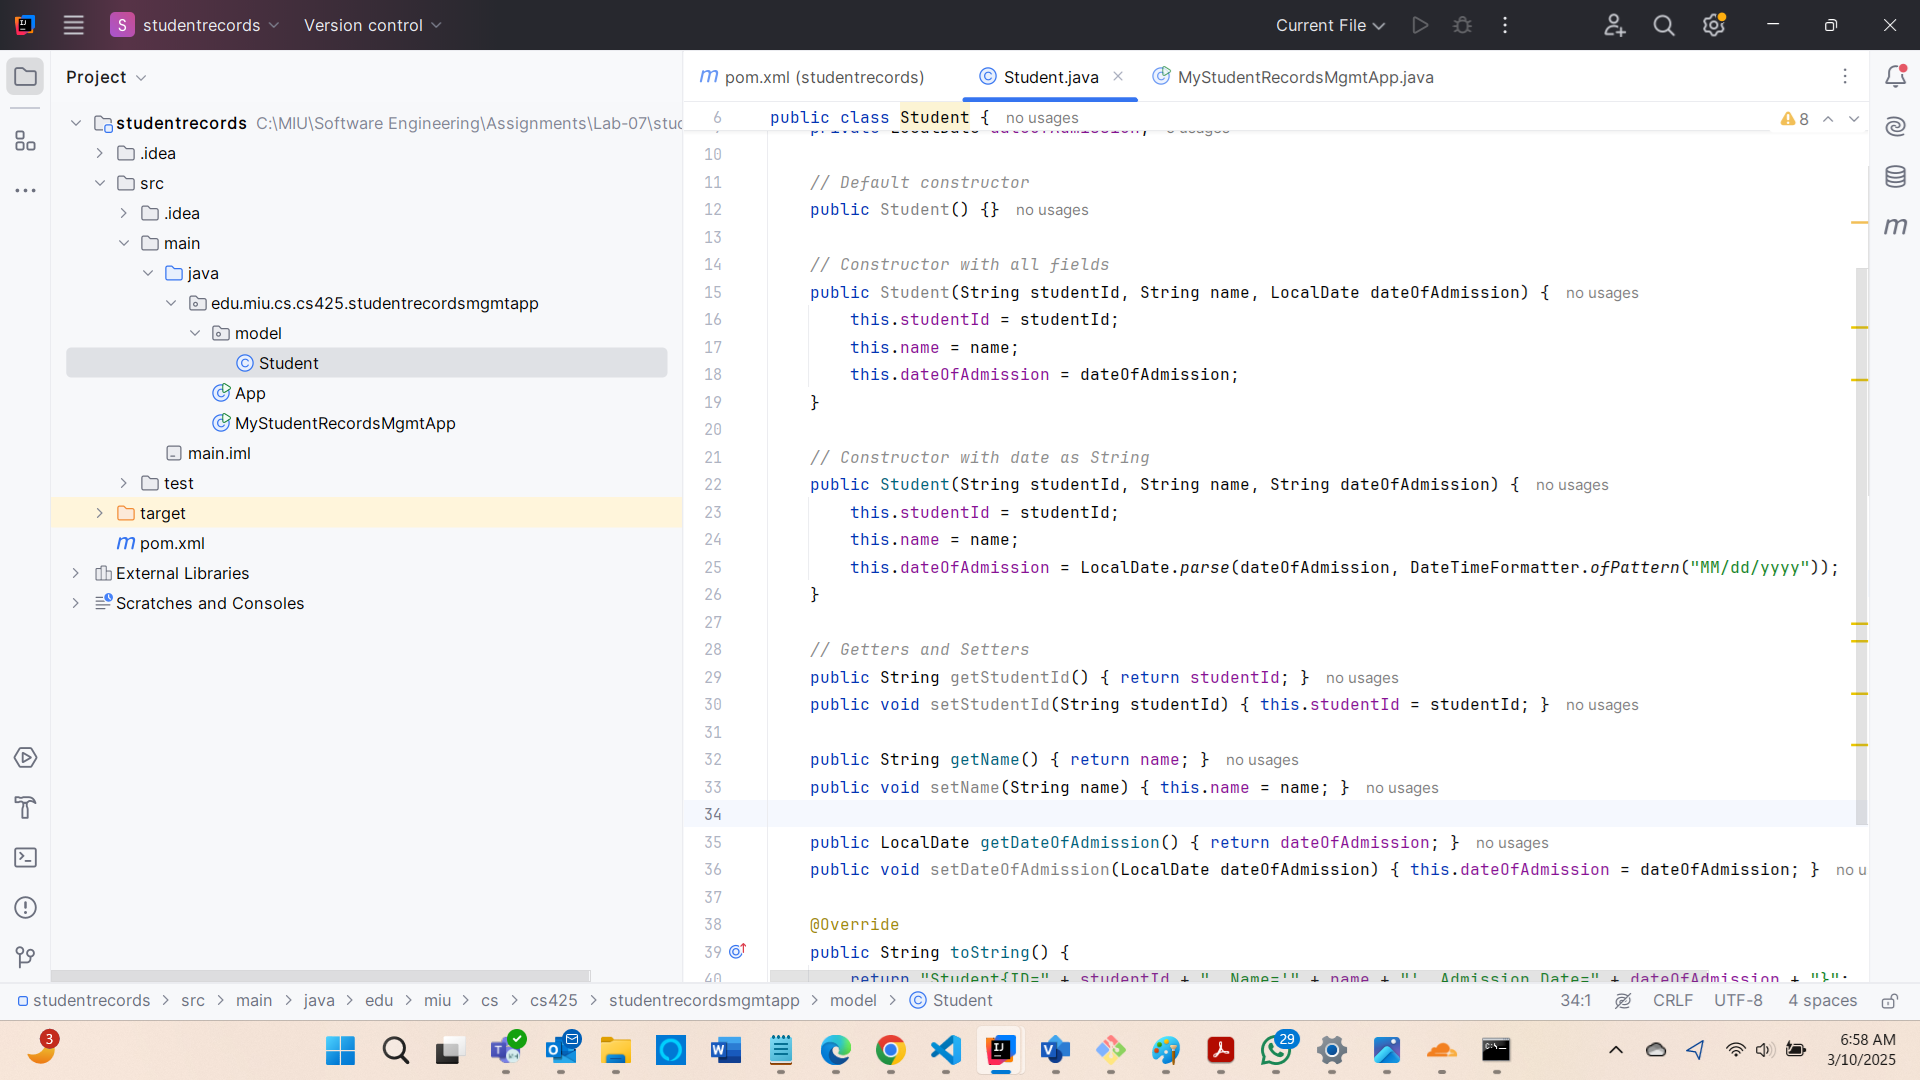 S studentrecords Version control Current File
Project
pom.xml (studentrecords) Student.java MyStudentRecordsMgmtApp.java
studentrecords C:\MIU\Software Engineering\Assignments\Lab-07\stu
.idea
src
.idea
main
java
edu.miu.cs.cs425.studentrecordsmgmtapp
model
Student
App
MyStudentRecordsMgmtApp
main.iml
test
target
m pom.xml
External Libraries
Scratches and Consoles
6 public class Student { no usages 8
10
11 // Default constructor
12 public Student() {} no usages
13
14 // Constructor with all fields
15 public Student(String studentId, String name, LocalDate dateOfAdmission) { no usages
16 this.studentId = studentId;
17 this.name = name;
18 this.dateOfAdmission = dateOfAdmission;
19 }
20
21 // Constructor with date as String
22 public Student(String studentId, String name, String dateOfAdmission) { no usages
23 this.studentId = studentId;
24 this.name = name;
25 this.dateOfAdmission = LocalDate.parse(dateOfAdmission, DateTimeFormatter.ofPattern("MM/dd/yyyy"));
26 }
27
28 // Getters and Setters
29 public String getStudentId() { return studentId; } no usages
30 public void setStudentId(String studentId) { this.studentId = studentId; } no usages
31
32 public String getName() { return name; } no usages
33 public void setName(String name) { this.name = name; } no usages
34
35 public LocalDate getDateOfAdmission() { return dateOfAdmission; } no usages
36 public void setDateOfAdmission(LocalDate dateOfAdmission) { this.dateOfAdmission = dateOfAdmission; } no u
37
38 @Override
39 public String toString() {
40 return "Student{ID=" + studentId + ", Name='" + name + "', Admission Date=" + dateOfAdmission + "}";
studentrecords > src > main > java > edu > miu > cs > cs425 > studentrecordsmgmtapp > model > Student 34:1 CRLF UTF-8 4 spaces
3 29 6:58 AM
3/10/2025